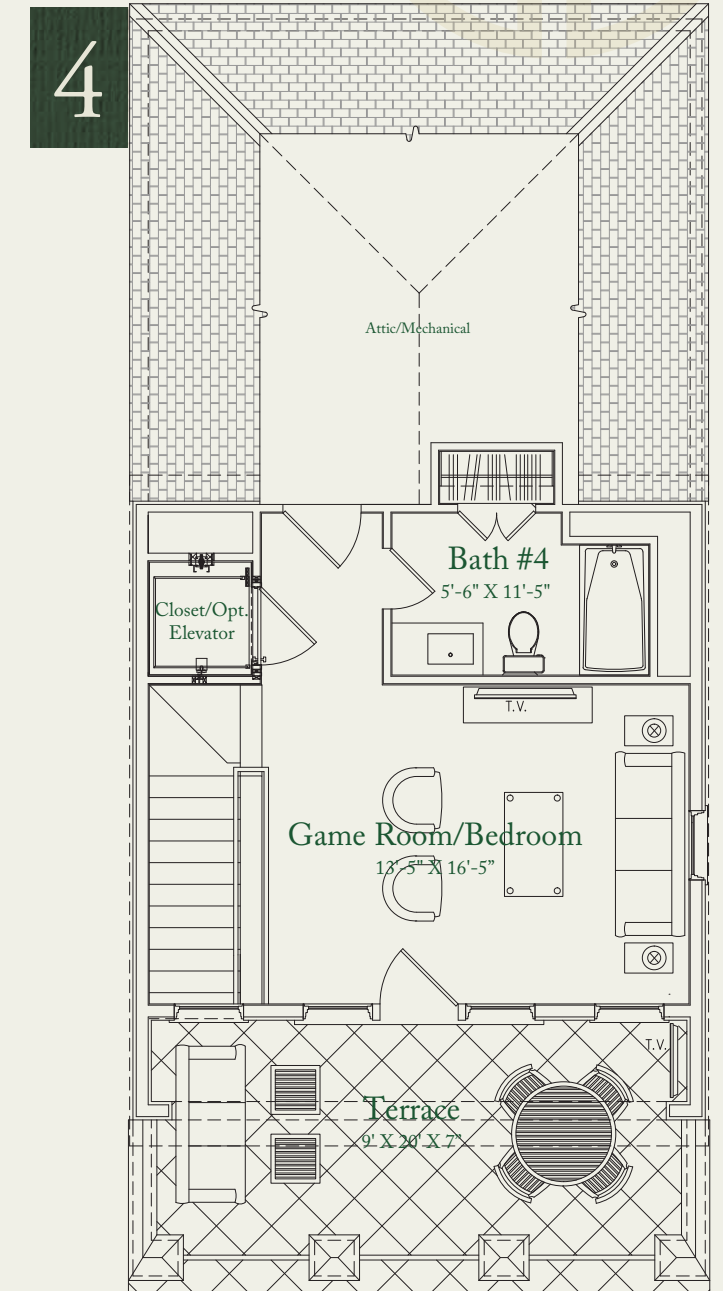 4
Attic/Mechanical
Bath #4
5'-6" X 11'-5"
Closet/Opt.
Elevator
T.V.
Game Room/Bedroom
13'-5" X 16'-5”
T.V.
Terrace
9' X 20' X 7”